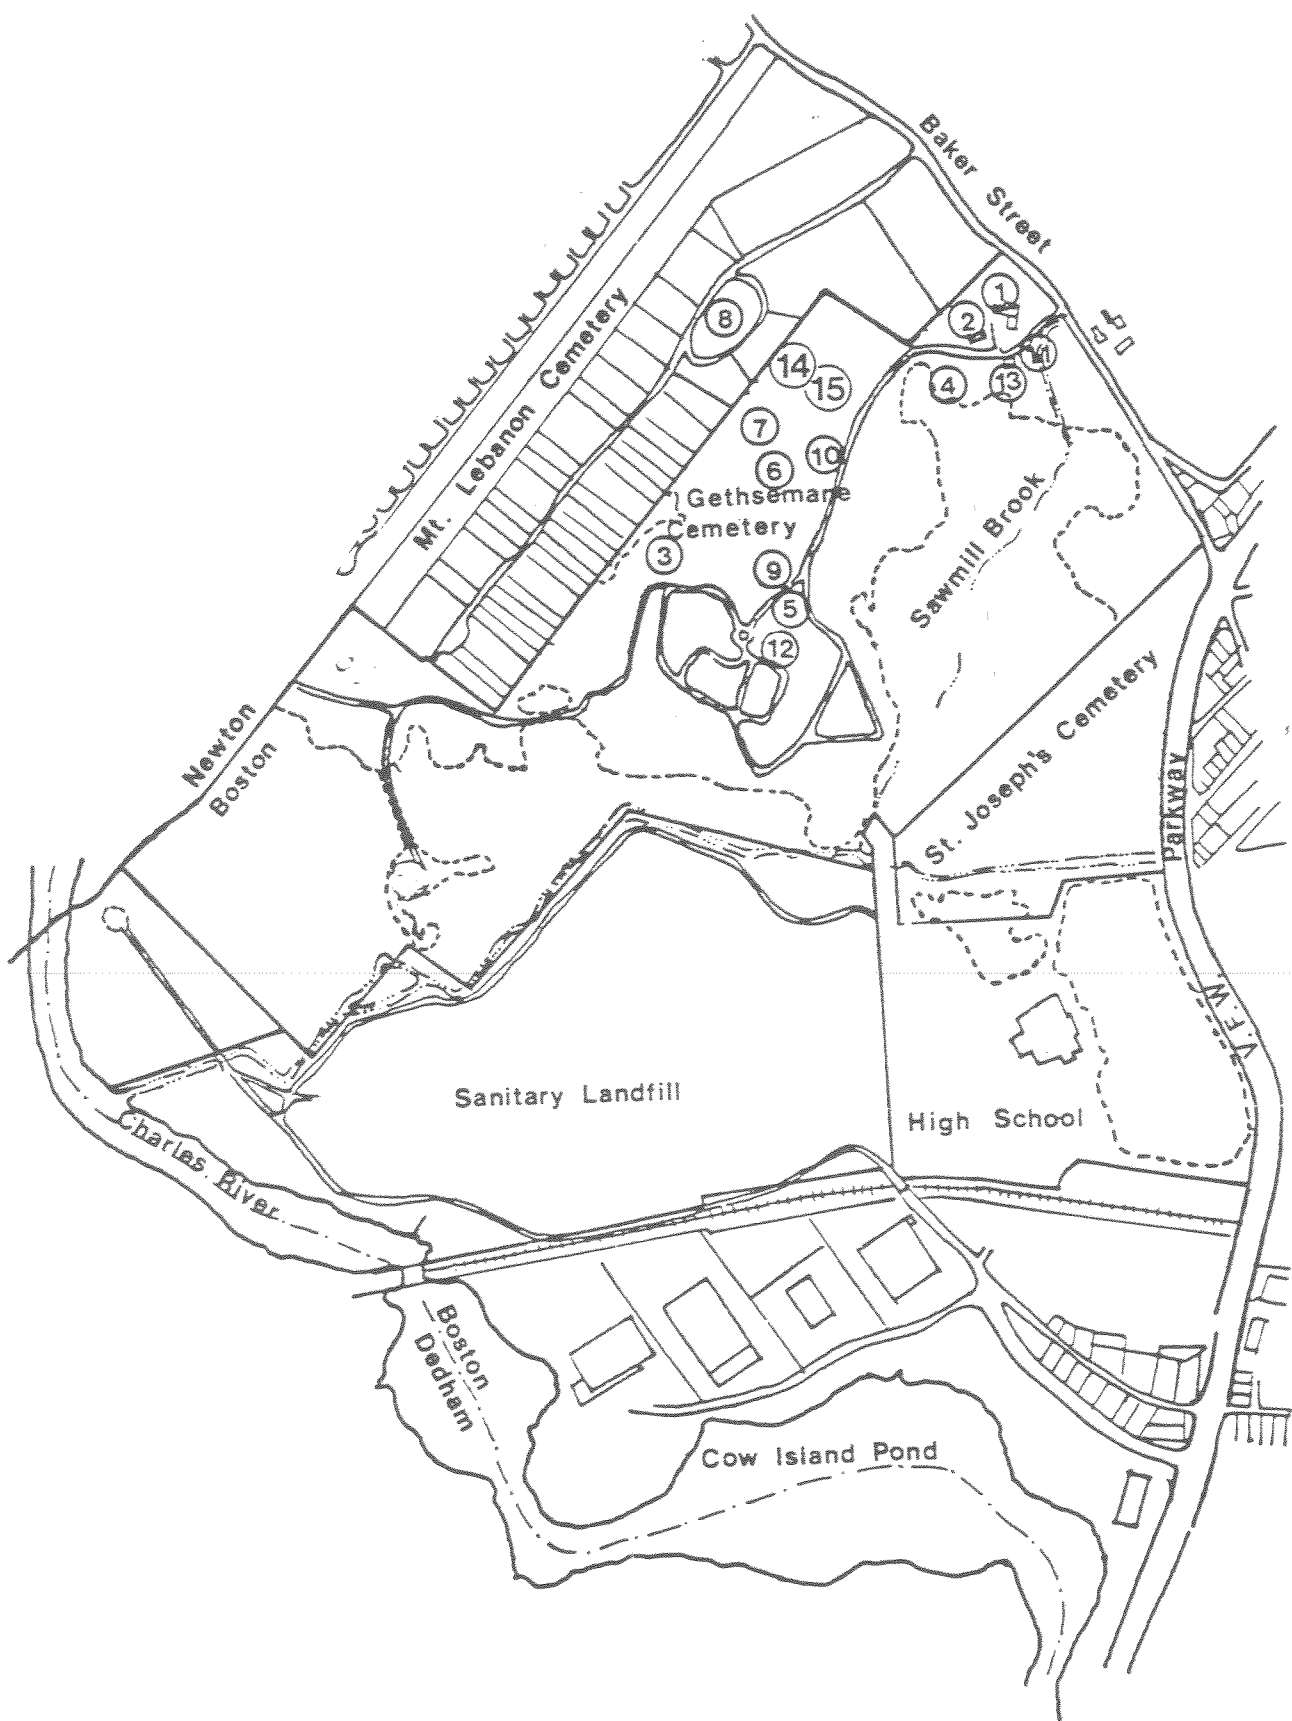 Baker Street
1
2
8
11
14
13
4
15
Mt. Lebanon Cemetery
7
10
6
Gethsemane
Cemetery
3
9
Sawmill Brook
5
12
Newton
Boston
St. Joseph's Cemetery
Parkway
V.F.W.
Sanitary Landfill
High School
Charles River
Boston
Dedham
Cow Island Pond